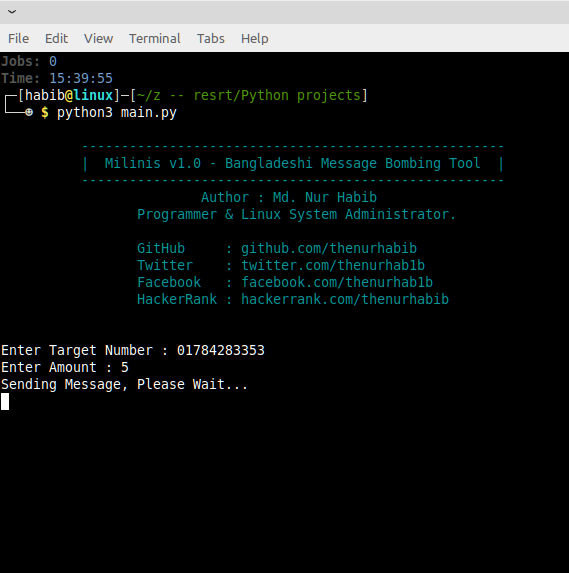 File Edit View Terminal Tabs Help
Jobs: 0
Time: 15:39:55
┌─[habib@linux]─[~/z -- resrt/Python projects]
└──☻ $ python3 main.py
---------------------------------------------------
| Milinis v1.0 - Bangladeshi Message Bombing Tool |
---------------------------------------------------
Author : Md. Nur Habib
Programmer & Linux System Administrator.
GitHub : github.com/thenurhabib
Twitter : twitter.com/thenurhab1b
Facebook : facebook.com/thenurhab1b
HackerRank : hackerrank.com/thenurhabib
Enter Target Number : 01784283353
Enter Amount : 5
Sending Message, Please Wait...